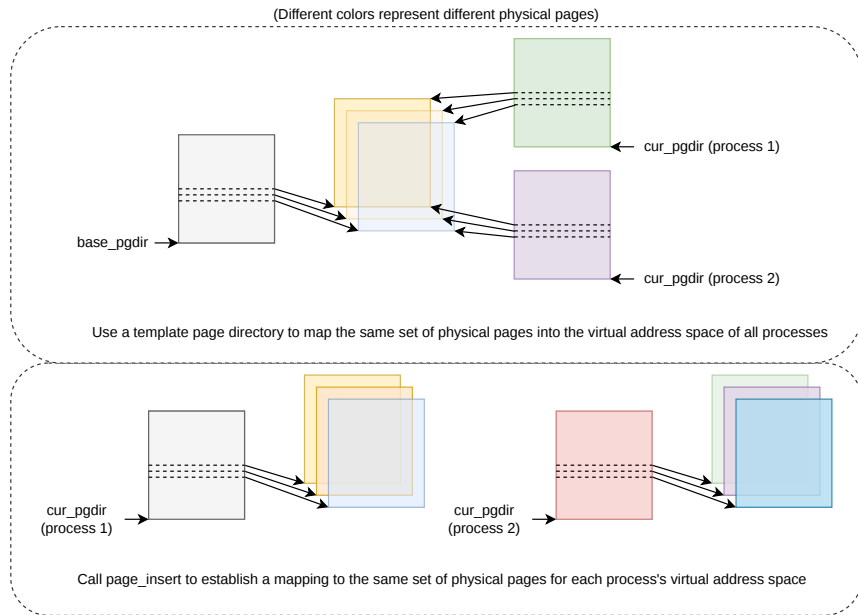 (Different colors represent different physical pages)
cur_pgdir (process 1)
base_pgdir
cur_pgdir (process 2)
Use a template page directory to map the same set of physical pages into the virtual address space of all processes
cur_pgdir
(process 1)
cur_pgdir
(process 2)
Call page_insert to establish a mapping to the same set of physical pages for each process's virtual address space